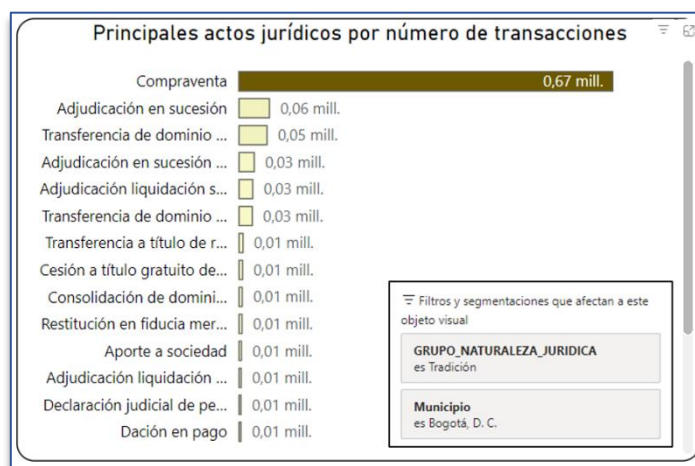 Principales actos jurídicos por número de transacciones
Compraventa 0,67 mill.
Adjudicación en sucesión 0,06 mill.
Transferencia de dominio ... 0,05 mill.
Adjudicación en sucesión ... 0,03 mill.
Adjudicación liquidación s... 0,03 mill.
Transferencia de dominio ... 0,03 mill.
Transferencia a título de r... 0,01 mill.
Cesión a título gratuito de... 0,01 mill.
Consolidación de domini... 0,01 mill.
Restitución en fiducia mer... 0,01 mill.
Aporte a sociedad 0,01 mill.
Adjudicación liquidación ... 0,01 mill.
Declaración judicial de pe... 0,01 mill.
Dación en pago 0,01 mill.
Filtros y segmentaciones que afectan a este
objeto visual
GRUPO_NATURALEZA_JURIDICA
es Tradición
Municipio
es Bogotá, D. C.